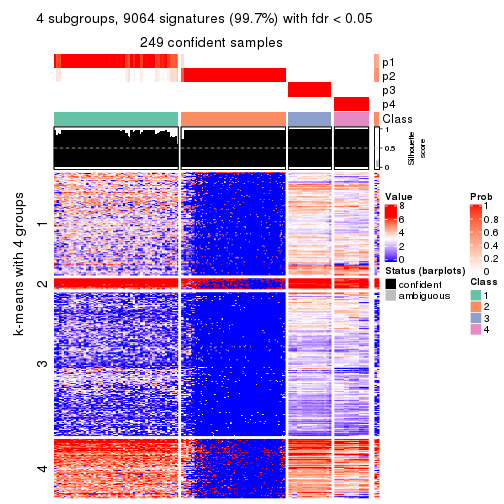 4 subgroups, 9064 signatures (99.7%) with fdr < 0.05
249 confident samples
p1
p2
p3
p4
Class
1
0.5
0
Silhouette
score
k-means with 4 groups
1
2
3
4
Value
8
6
4
2
0
Status (barplots)
confident
ambiguous
Prob
1
0.8
0.6
0.4
0.2
0
Class
1
2
3
4